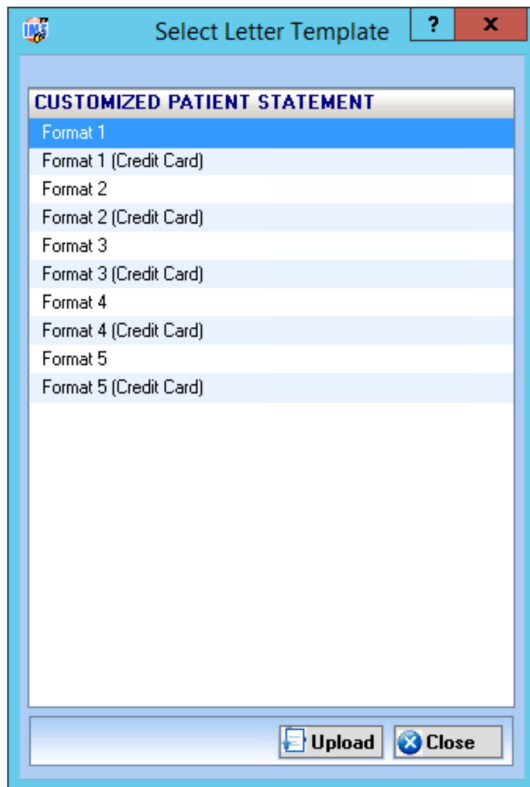 IMS
Select Letter Template
?
x
CUSTOMIZED PATIENT STATEMENT
Format 1
Format 1 (Credit Card)
Format 2
Format 2 (Credit Card)
Format 3
Format 3 (Credit Card)
Format 4
Format 4 (Credit Card)
Format 5
Format 5 (Credit Card)
Upload
Close